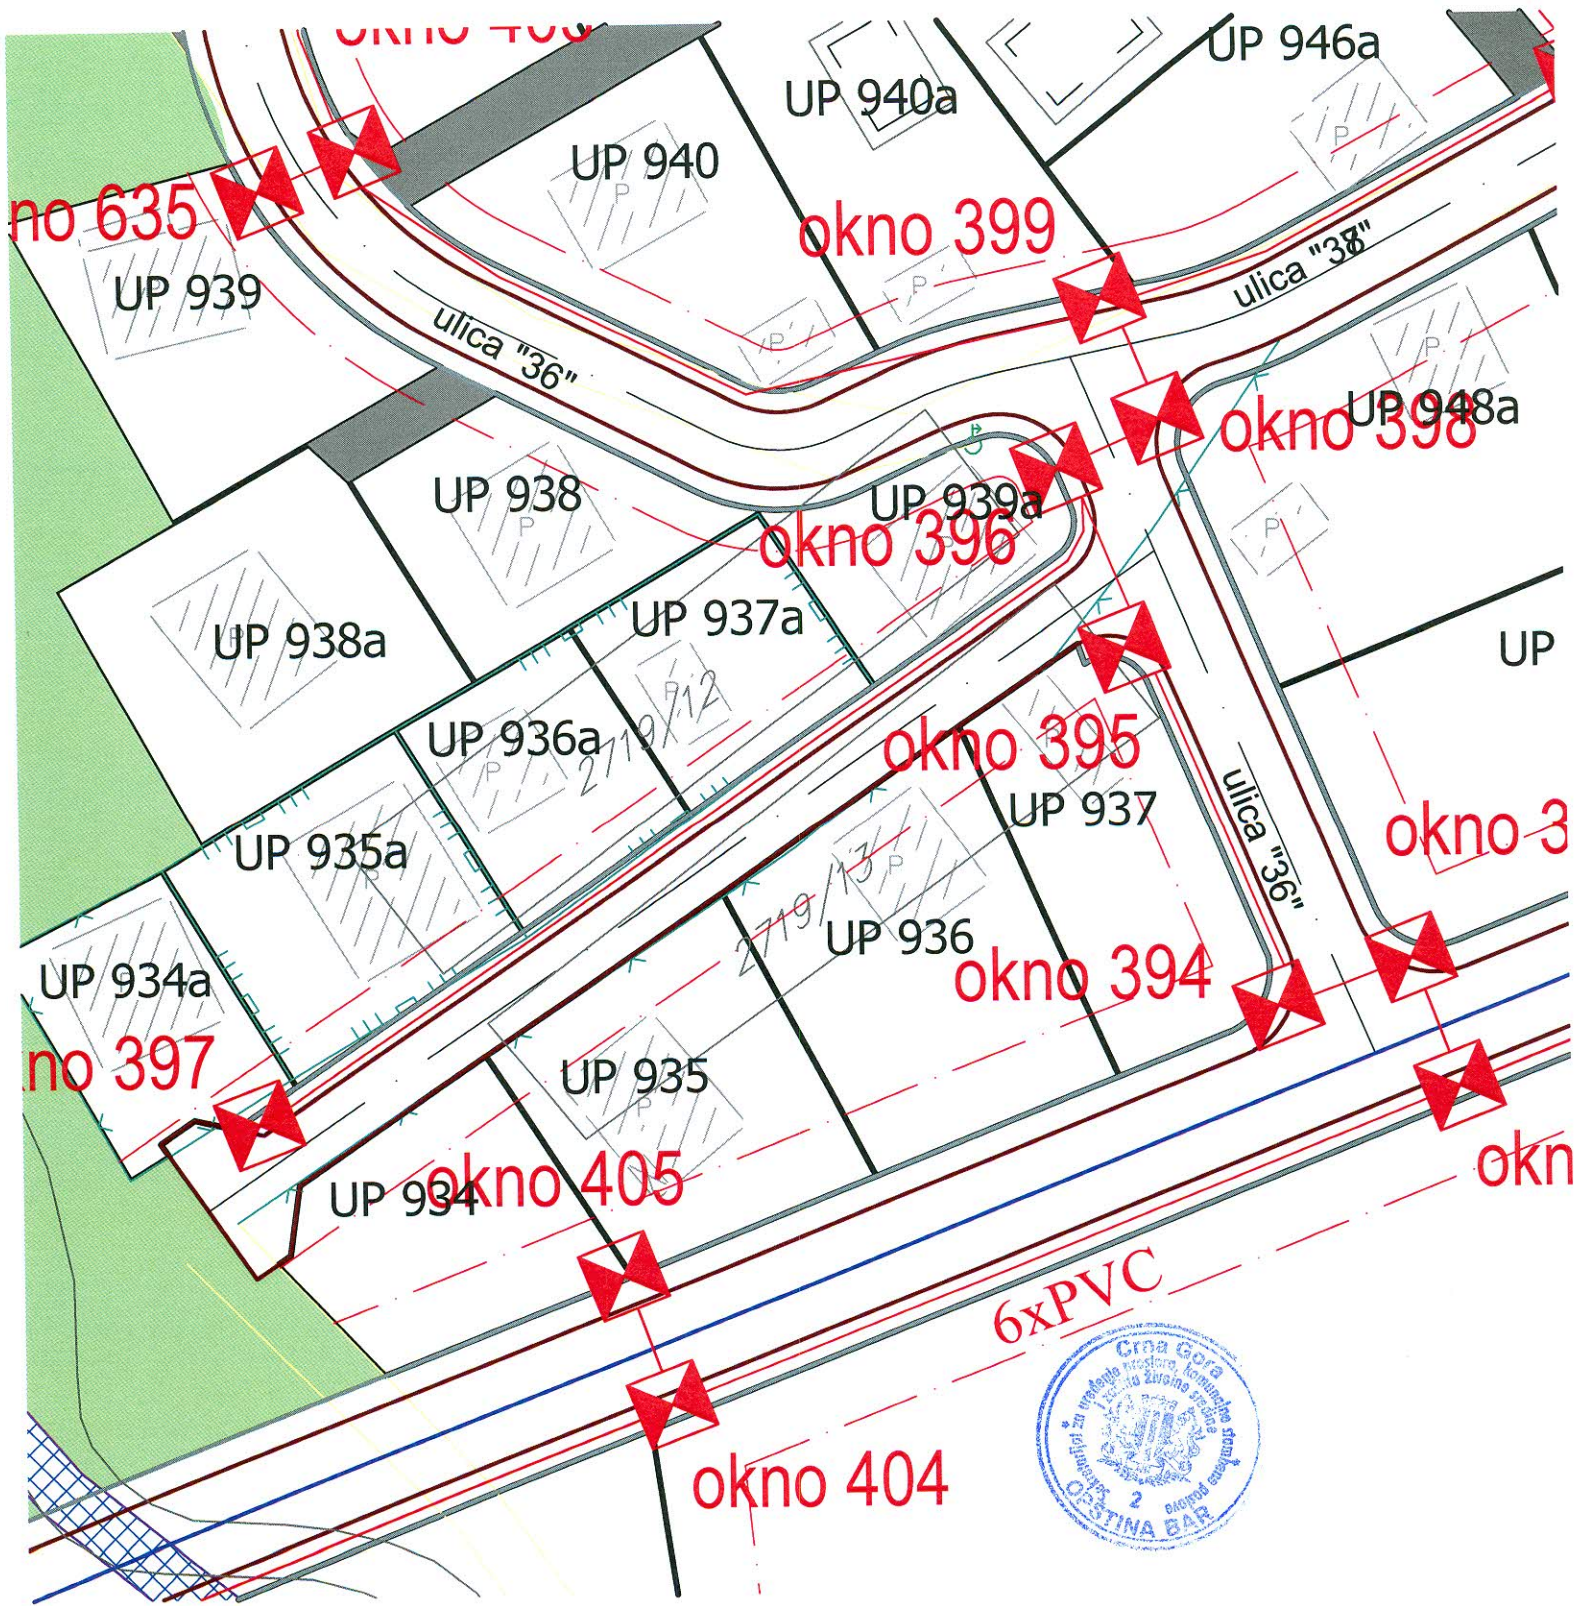 UP 946a
UP 940a
UP 940
P
P
no 635
okno 399
UP 939
ulica "36"
P
P
P
UP 948a
okno 398
UP 938
P
UP 939a
okno 396
P
P
UP 938a
UP 937a
UP
P
2719/12
UP 936a
P
okno 395
P
UP 937
ulica "36"
okno 3
UP 935a
P
P
2719/13
UP 936
UP 934a
okno 394
no 397
UP 935
P
okno 405
UP 934
okn
6xPVC
Crna Gora
OPŠTINA BAR
2
okno 404